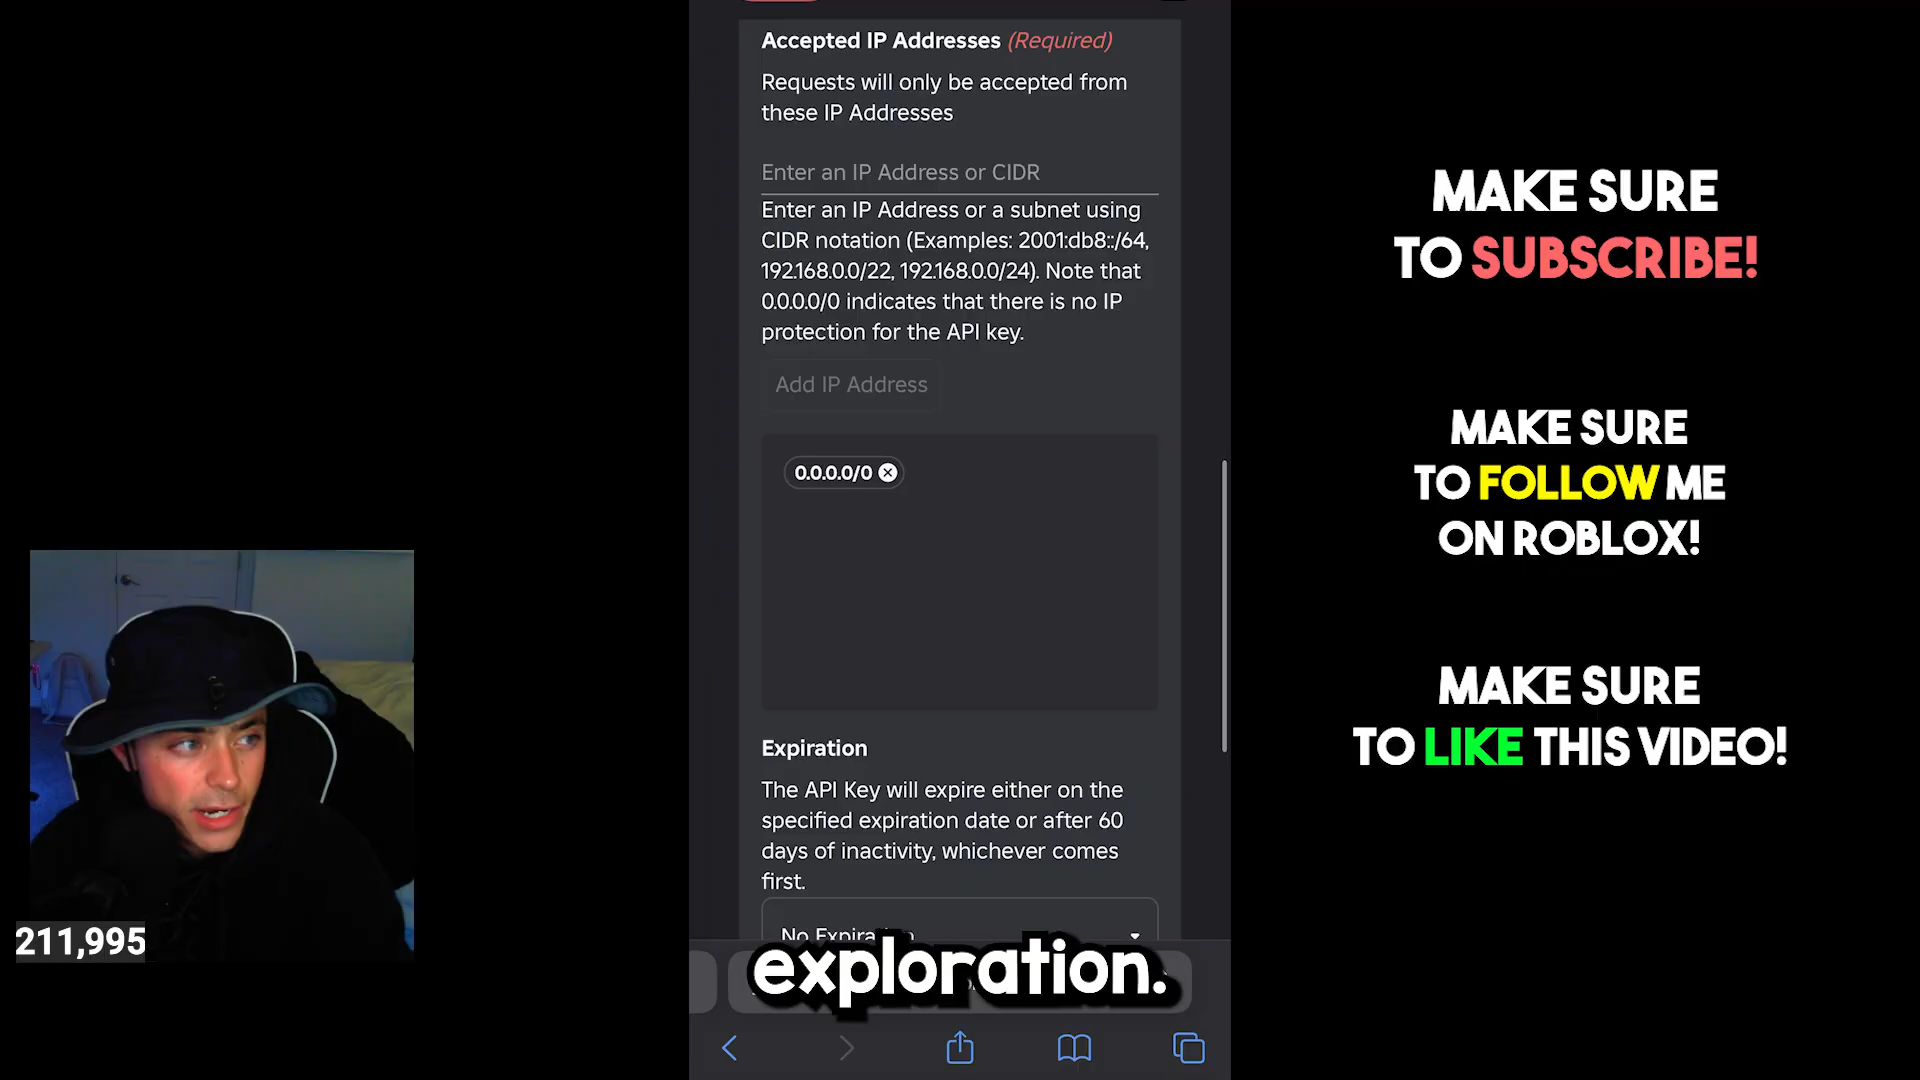 Accepted IP Addresses (Required)
Requests will only be accepted from
these IP Addresses
Enter an IP Address or CIDR
Enter an IP Address or a subnet using
CIDR notation (Examples: 2001:db8::/64,
192.168.0.0/22, 192.168.0.0/24). Note that
0.0.0.0/0 indicates that there is no IP
protection for the API key.
Add IP Address
0.0.0.0/0
Expiration
The API Key will expire either on the
specified expiration date or after 60
days of inactivity, whichever comes
first.
No Expiration
exploration.
211,995
MAKE SURE
TO SUBSCRIBE!
MAKE SURE
TO FOLLOW ME
ON ROBLOX!
MAKE SURE
TO LIKE THIS VIDEO!